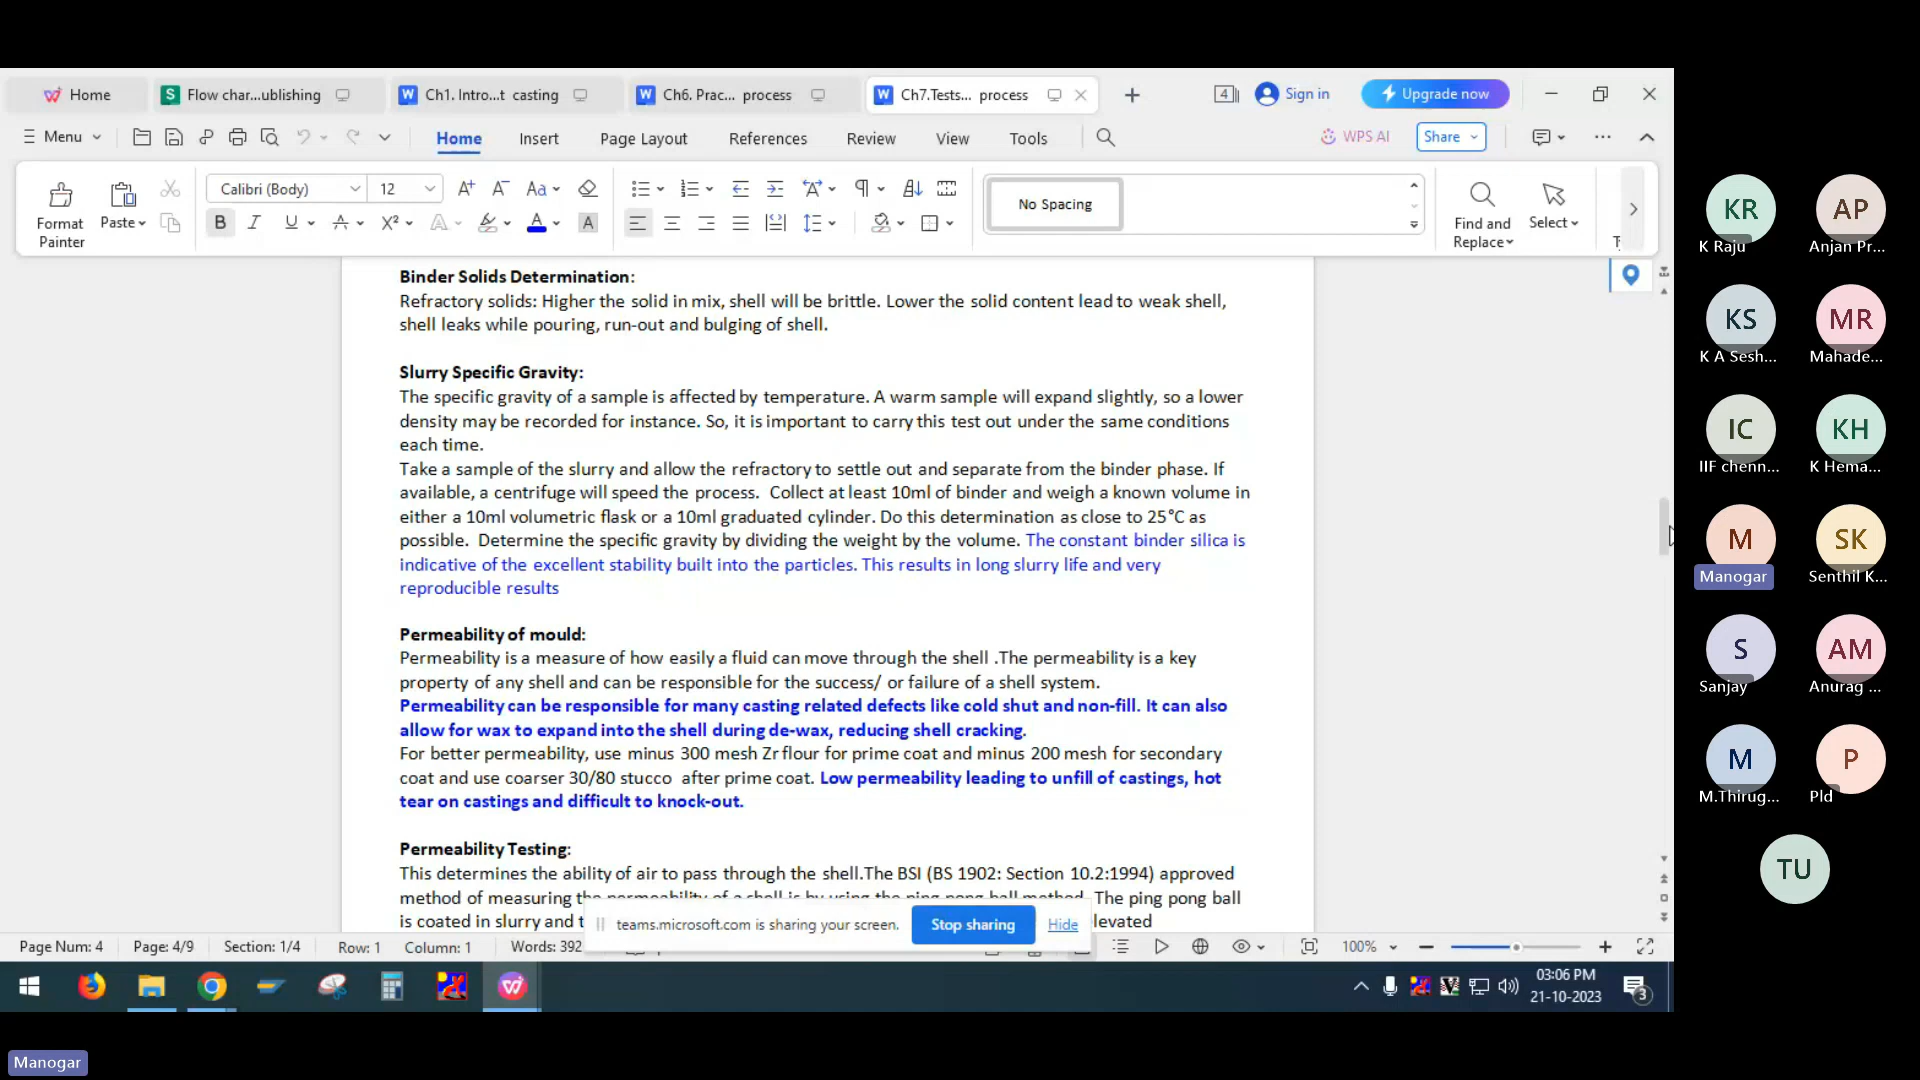 Home
Flow char...ublishing
Ch1. Intro...t casting
Ch6. Prac... process
Ch7.Tests... process
Sign in
Upgrade now
Menu
Home
Insert
Page Layout
References
Review
View
Tools
WPS AI
Share
Format
Painter
Paste
Calibri (Body)
12
No Spacing
Find and
Replace
Select
Binder Solids Determination:
Refractory solids: Higher the solid in mix, shell will be brittle. Lower the solid content lead to weak shell,
shell leaks while pouring, run-out and bulging of shell.
Slurry Specific Gravity:
The specific gravity of a sample is affected by temperature. A warm sample will expand slightly, so a lower
density may be recorded for instance. So, it is important to carry this test out under the same conditions
each time.
Take a sample of the slurry and allow the refractory to settle out and separate from the binder phase. If
available, a centrifuge will speed the process.  Collect at least 10ml of binder and weigh a known volume in
either a 10ml volumetric flask or a 10ml graduated cylinder. Do this determination as close to 25°C as
possible.  Determine the specific gravity by dividing the weight by the volume. The constant binder silica is
indicative of the excellent stability built into the particles. This results in long slurry life and very
reproducible results
Permeability of mould:
Permeability is a measure of how easily a fluid can move through the shell .The permeability is a key
property of any shell and can be responsible for the success/ or failure of a shell system.
Permeability can be responsible for many casting related defects like cold shut and non-fill. It can also
allow for wax to expand into the shell during de-wax, reducing shell cracking.
For better permeability, use minus 300 mesh Zr flour for prime coat and minus 200 mesh for secondary
coat and use coarser 30/80 stucco  after prime coat. Low permeability leading to unfill of castings, hot
tear on castings and difficult to knock-out.
Permeability Testing:
This determines the ability of air to pass through the shell.The BSI (BS 1902: Section 10.2:1994) approved
method of measuring the permeability of a shell is by using the ping pong ball method. The ping pong ball
is coated in slurry and
teams.microsoft.com is sharing your screen.
Stop sharing
Hide
Page Num: 4
Page: 4/9
Section: 1/4
Row: 1
Column: 1
Words: 392
100%
03:06 PM
21-10-2023
3
KR
K Raju
AP
Anjan Pr...
KS
K A Sesh...
MR
Mahade...
IC
IIF chenn...
KH
K Hema...
M
Manogar
SK
Senthil K...
S
Sanjay
AM
Anurag ...
M
M.Thirug...
P
Pld
TU
Manogar